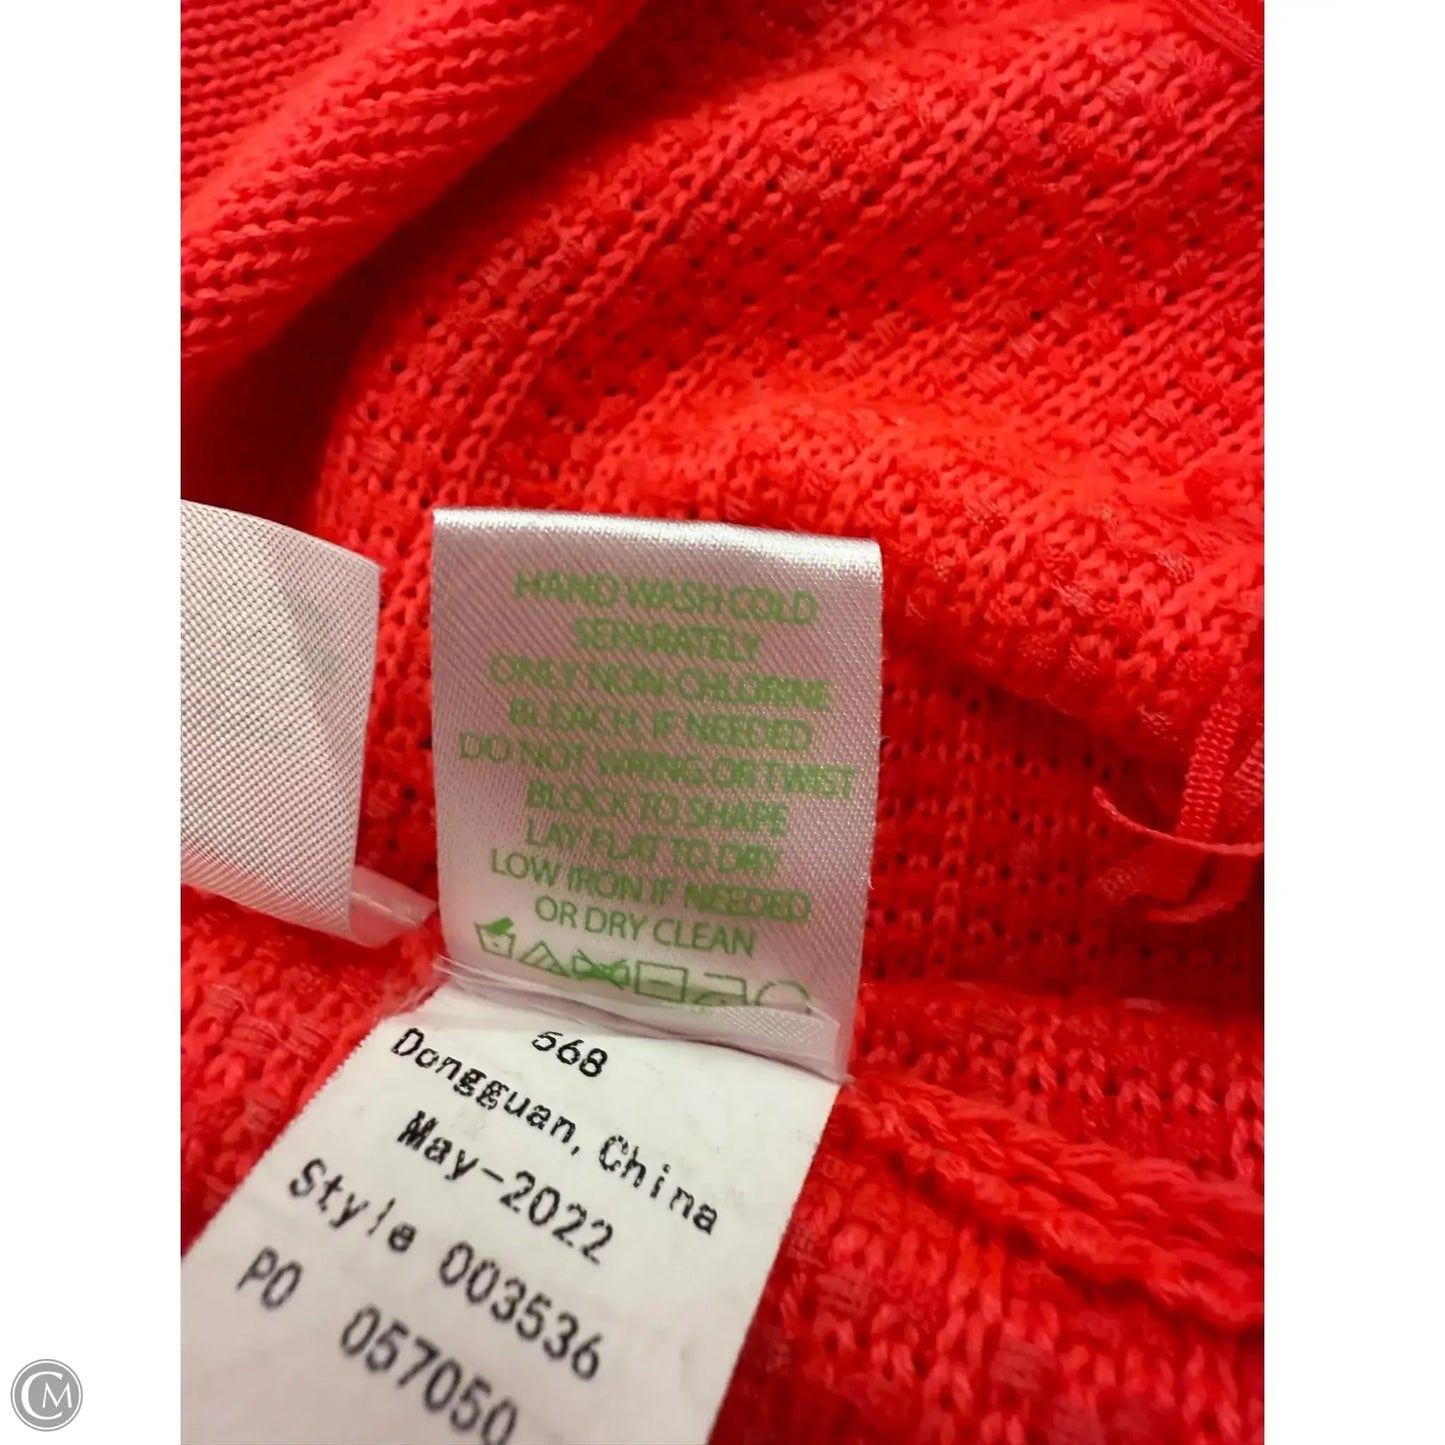 HAND WASH COLD
SEPARATELY
ONLY NON-CHLORINE
BLEACH, IF NEEDED
DO NOT WRING OR TWIST
BLOCK TO SHAPE
LAY FLAT TO DRY
LOW IRON IF NEEDED
OR DRY CLEAN
568
Dongguan, China
May-2022
Style 003536
PO 057050
CM